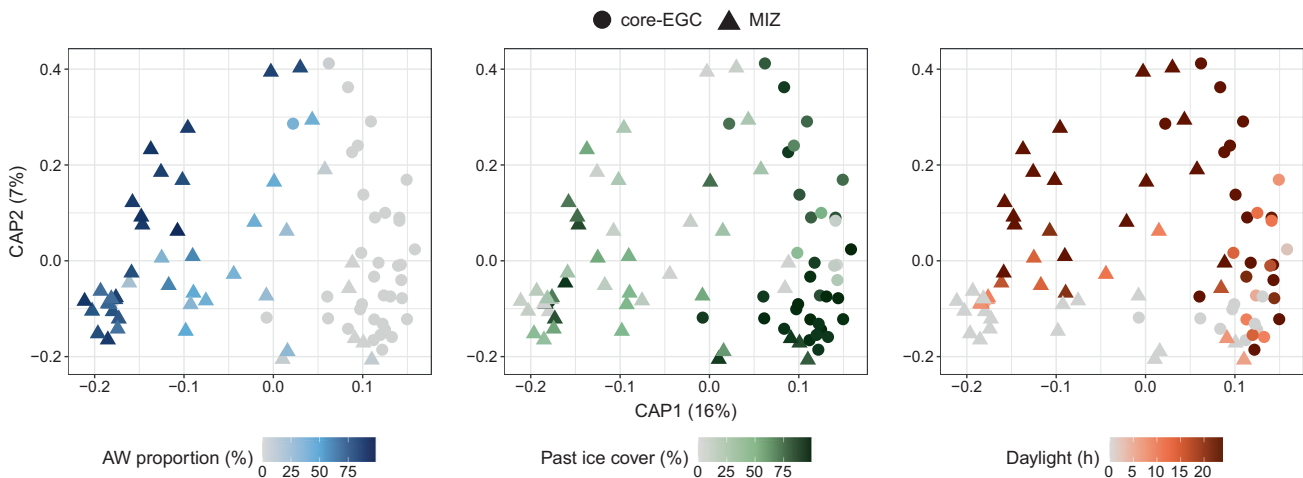 core-EGC MIZ
0.4 0.2 0.0 −0.2
CAP2 (7%)
−0.2 −0.1 0.0 0.1
0.4 0.2 0.0 −0.2
−0.2 −0.1 0.0 0.1
0.4 0.2 0.0 −0.2
−0.2 −0.1 0.0 0.1
CAP1 (16%)
AW proportion (%)
0 25 50 75
Past ice cover (%)
0 25 50 75
Daylight (h)
0 5 10 15 20